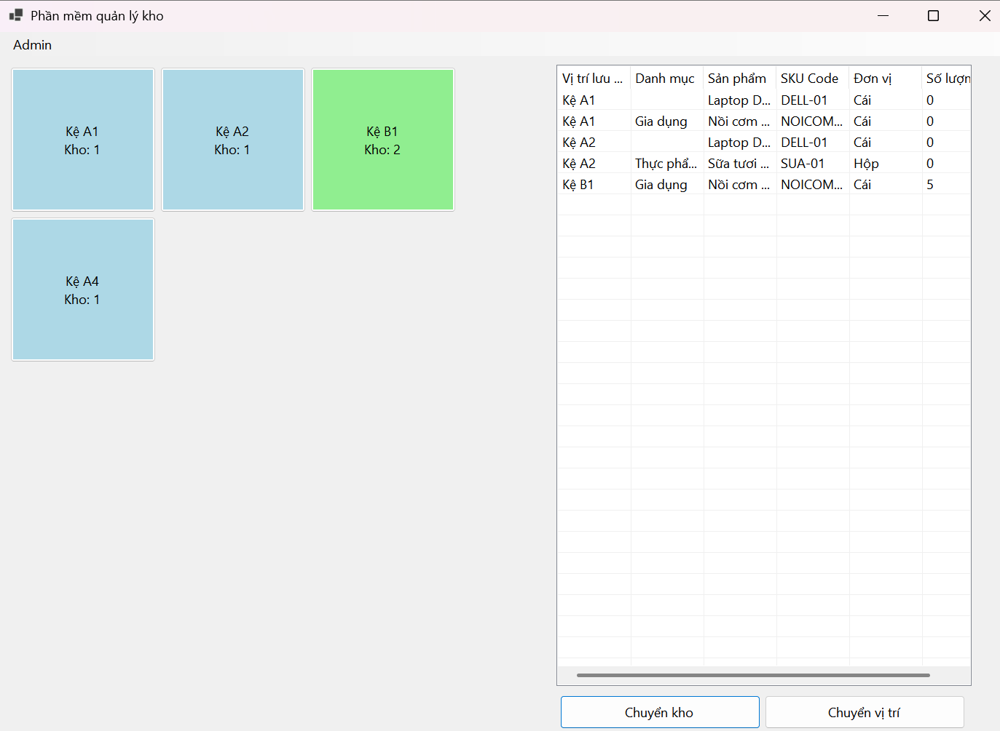 Phần mềm quản lý kho
Admin
Kệ A1
Kho: 1
Kệ A2
Kho: 1
Kệ B1
Kho: 2
Kệ A4
Kho: 1
Vị trí lưu ... Danh mục Sản phẩm SKU Code Đơn vị Số lượn
Kệ A1 Laptop D... DELL-01 Cái 0
Kệ A1 Gia dụng Nồi cơm ... NOICOM... Cái 0
Kệ A2 Laptop D... DELL-01 Cái 0
Kệ A2 Thực phẩ... Sữa tươi ... SUA-01 Hộp 0
Kệ B1 Gia dụng Nồi cơm ... NOICOM... Cái 5
Chuyển kho Chuyển vị trí